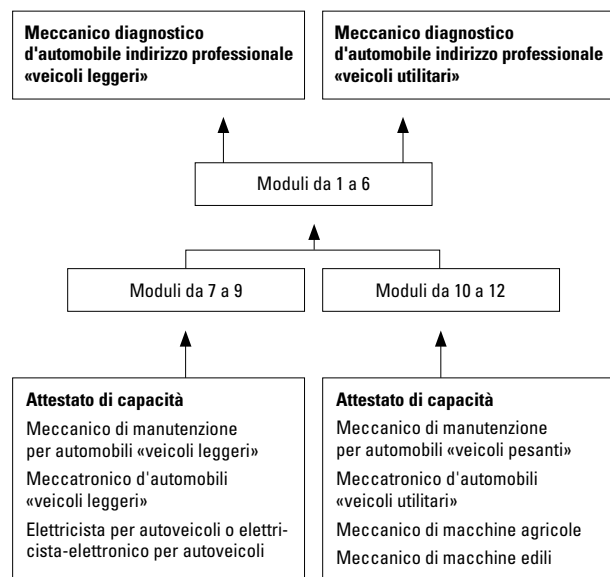 Meccanico diagnostico
d'automobile indirizzo professionale
«veicoli leggeri»
Meccanico diagnostico
d'automobile indirizzo professionale
«veicoli utilitari»
Moduli da 1 a 6
Moduli da 7 a 9
Moduli da 10 a 12
Attestato di capacità
Meccanico di manutenzione
per automobili «veicoli leggeri»
Meccatronico d'automobili
«veicoli leggeri»
Elettricista per autoveicoli o elettri-
cista-elettronico per autoveicoli
Attestato di capacità
Meccanico di manutenzione
per automobili «veicoli pesanti»
Meccatronico d'automobili
«veicoli utilitari»
Meccanico di macchine agricole
Meccanico di macchine edili